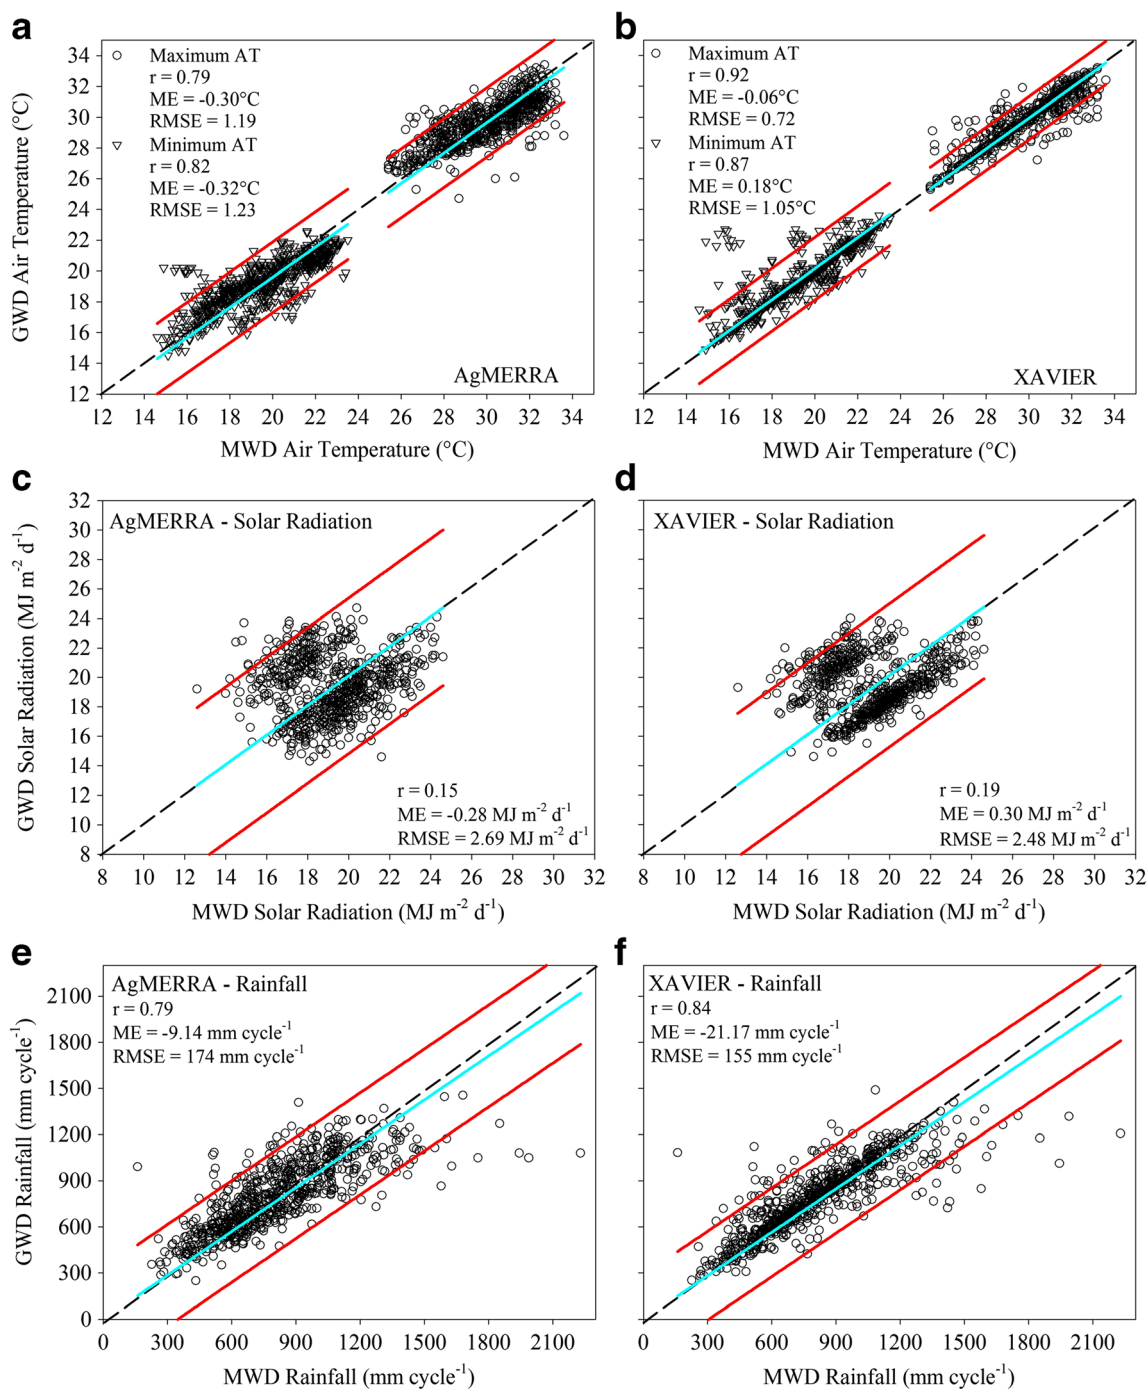 a
34
32
30
28
26
24
22
20
18
16
14
12
GWD Air Temperature (°C)
Maximum AT
r = 0.79
ME = -0.30°C
RMSE = 1.19
Minimum AT
r = 0.82
ME = -0.32°C
RMSE = 1.23
AgMERRA
12 14 16 18 20 22 24 26 28 30 32 34
MWD Air Temperature (°C)
b
Maximum AT
r = 0.92
ME = -0.06°C
RMSE = 0.72
Minimum AT
r = 0.87
ME = 0.18°C
RMSE = 1.05°C
XAVIER
12 14 16 18 20 22 24 26 28 30 32 34
MWD Air Temperature (°C)
c
32
30
28
26
24
22
20
18
16
14
12
10
8
GWD Solar Radiation (MJ m⁻² d⁻¹)
AgMERRA - Solar Radiation
r = 0.15
ME = -0.28 MJ m⁻² d⁻¹
RMSE = 2.69 MJ m⁻² d⁻¹
8 10 12 14 16 18 20 22 24 26 28 30 32
MWD Solar Radiation (MJ m⁻² d⁻¹)
d
XAVIER - Solar Radiation
r = 0.19
ME = 0.30 MJ m⁻² d⁻¹
RMSE = 2.48 MJ m⁻² d⁻¹
8 10 12 14 16 18 20 22 24 26 28 30 32
MWD Solar Radiation (MJ m⁻² d⁻¹)
e
2100
1800
1500
1200
900
600
300
0
GWD Rainfall (mm cycle⁻¹)
AgMERRA - Rainfall
r = 0.79
ME = -9.14 mm cycle⁻¹
RMSE = 174 mm cycle⁻¹
0 300 600 900 1200 1500 1800 2100
MWD Rainfall (mm cycle⁻¹)
f
XAVIER - Rainfall
r = 0.84
ME = -21.17 mm cycle⁻¹
RMSE = 155 mm cycle⁻¹
0 300 600 900 1200 1500 1800 2100
MWD Rainfall (mm cycle⁻¹)